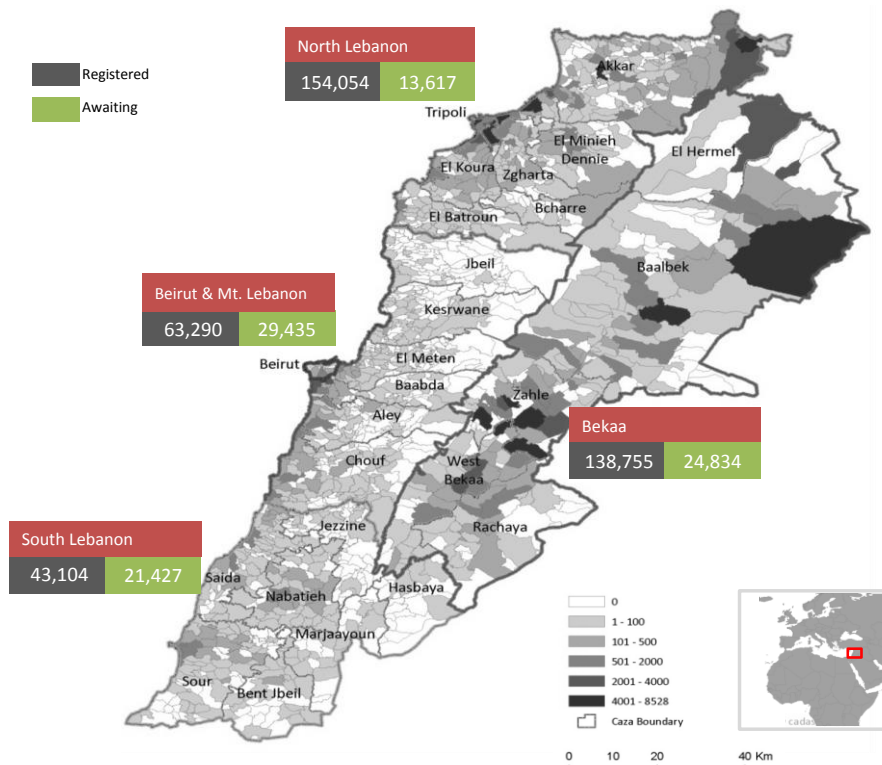 North Lebanon
154,054 13,617
Registered
Awaiting
Akkar
Tripoli
El Minieh
Dennie
El Hermel
El Koura
Zgharta
Bcharre
El Batroun
Jbeil
Baalbek
Beirut & Mt. Lebanon
63,290 29,435
Kesrwane
El Meten
Beirut
Baabda
Zahle
Aley
Bekaa
138,755 24,834
Chouf
West
Bekaa
Jezzine
Rachaya
South Lebanon
43,104 21,427
Saida
Nabatieh
Hasbaya
Marjaayoun
Sour
Bent Jbeil
0
1 - 100
101 - 500
501 - 2000
2001 - 4000
4001 - 8528
Caza Boundary
cadas
0 10 20 40 Km